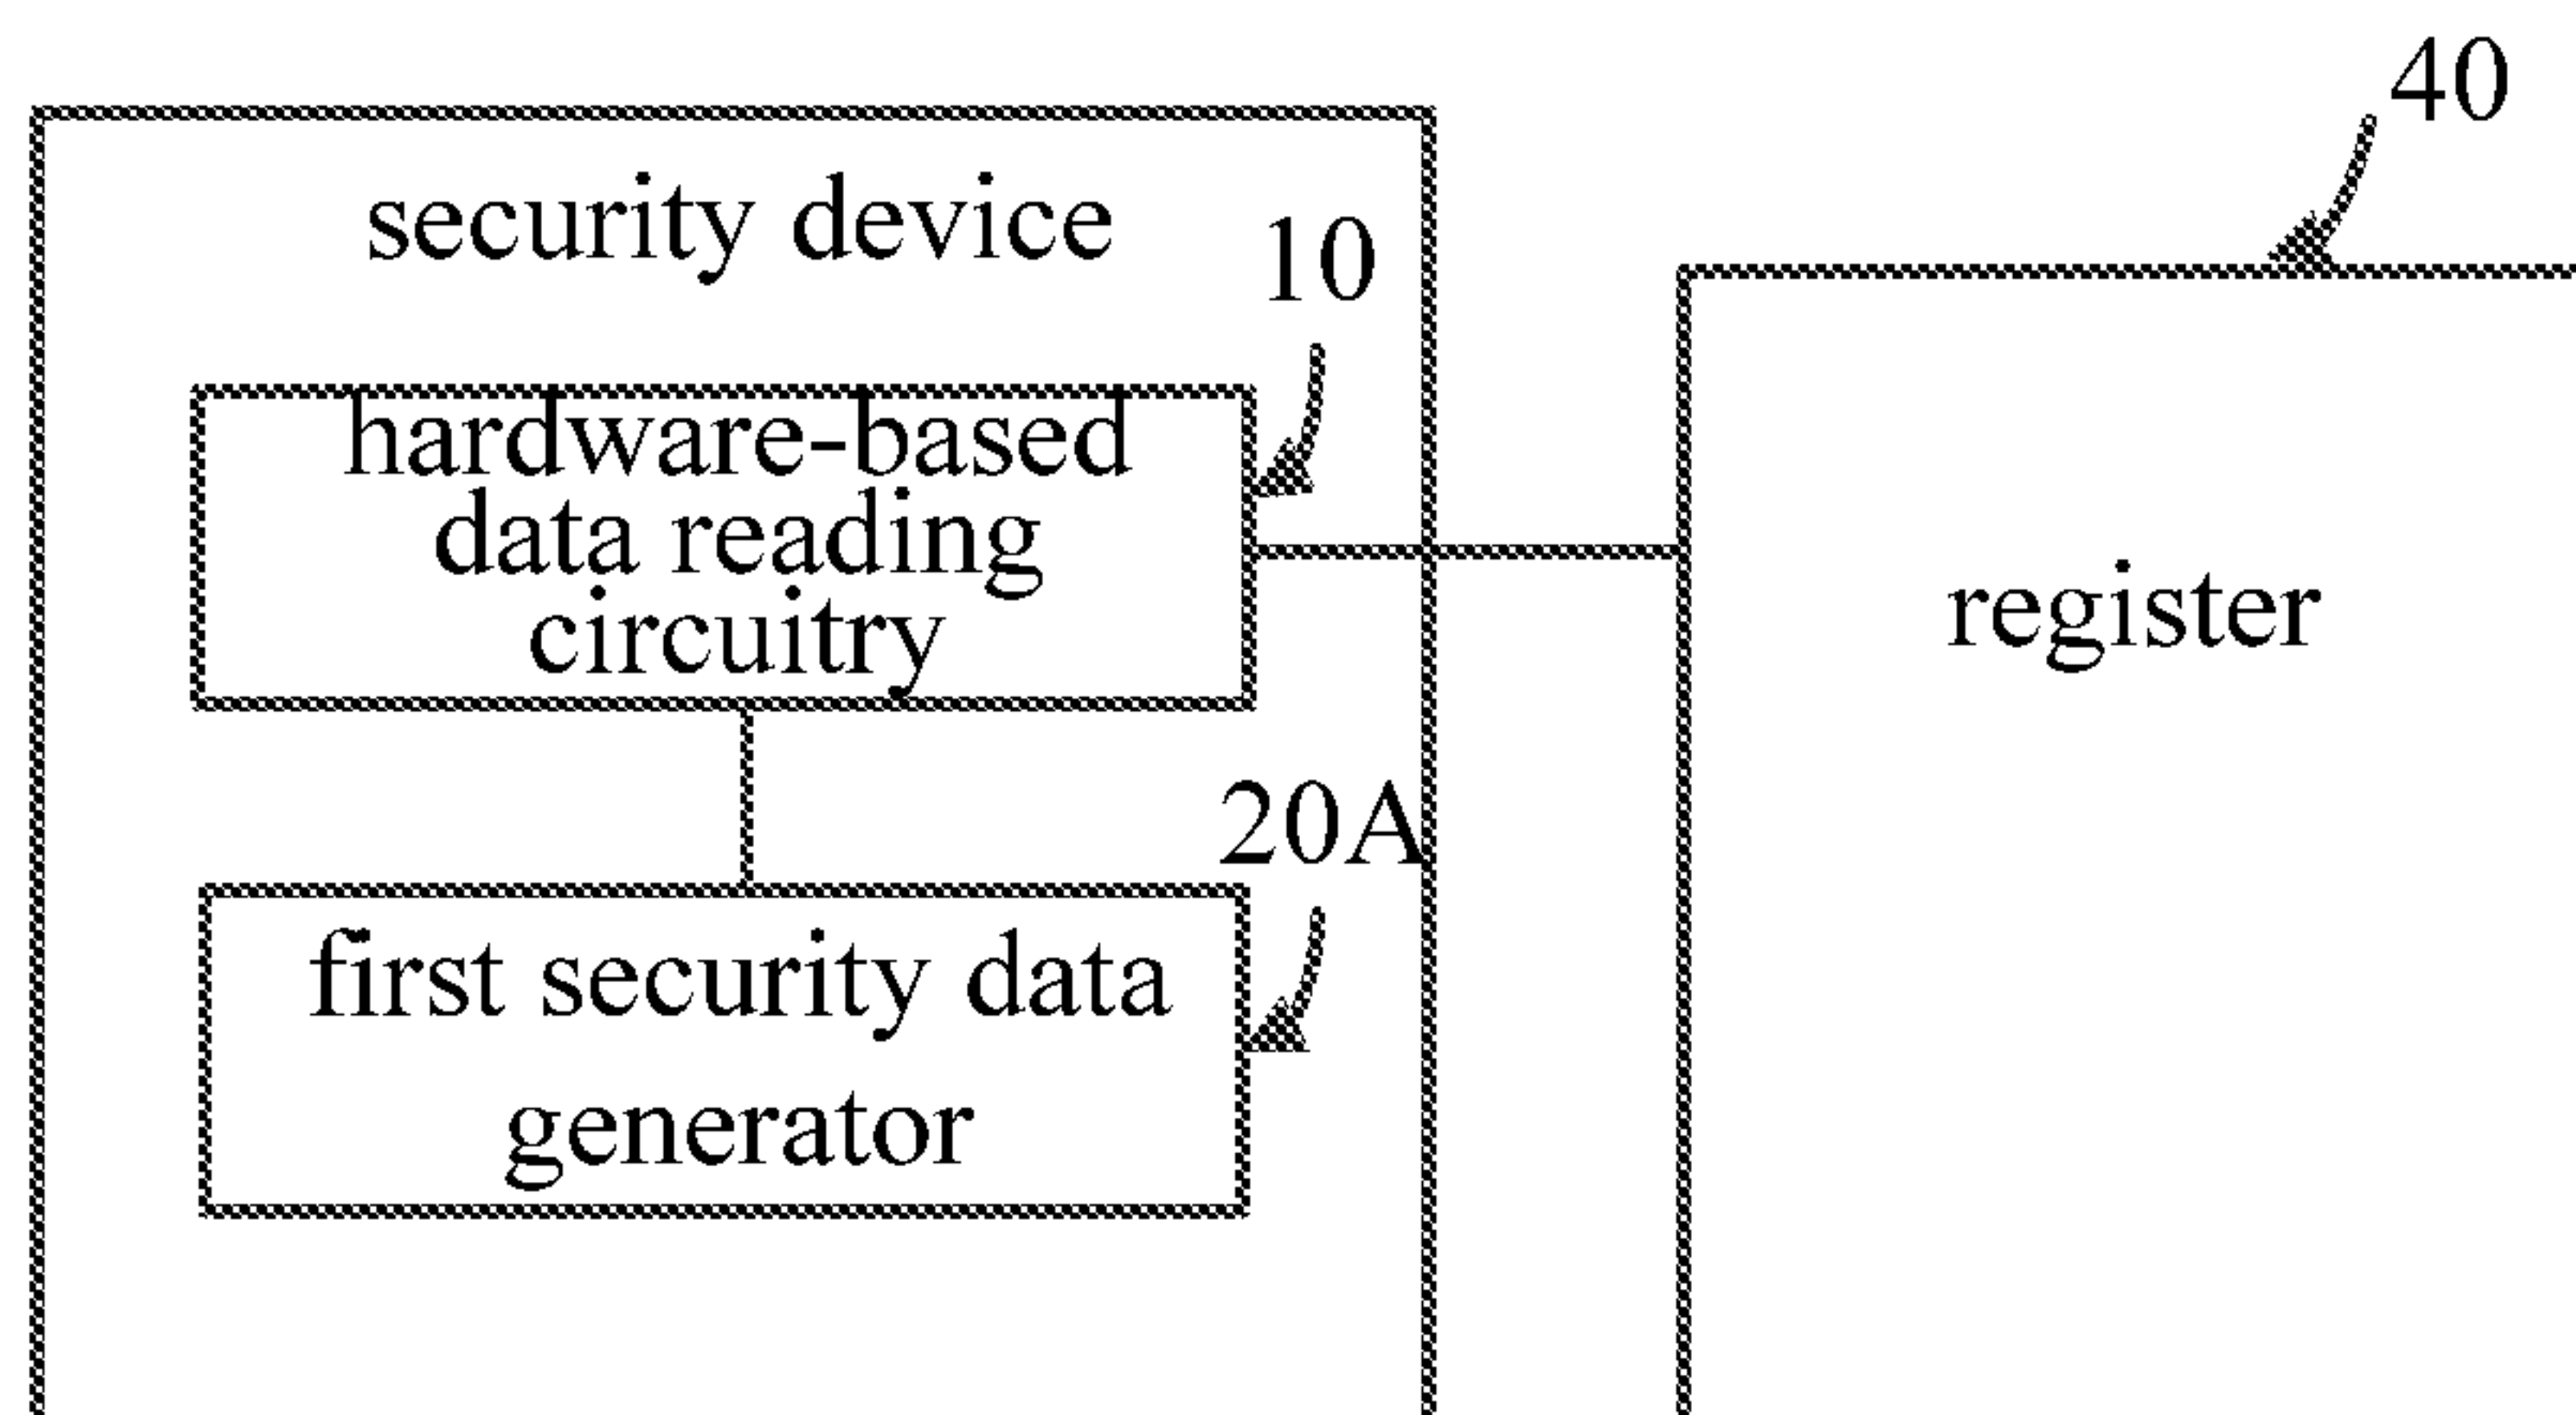 40
security device
10
hardware-based
data reading
circuitry
register
20A
first security data
generator